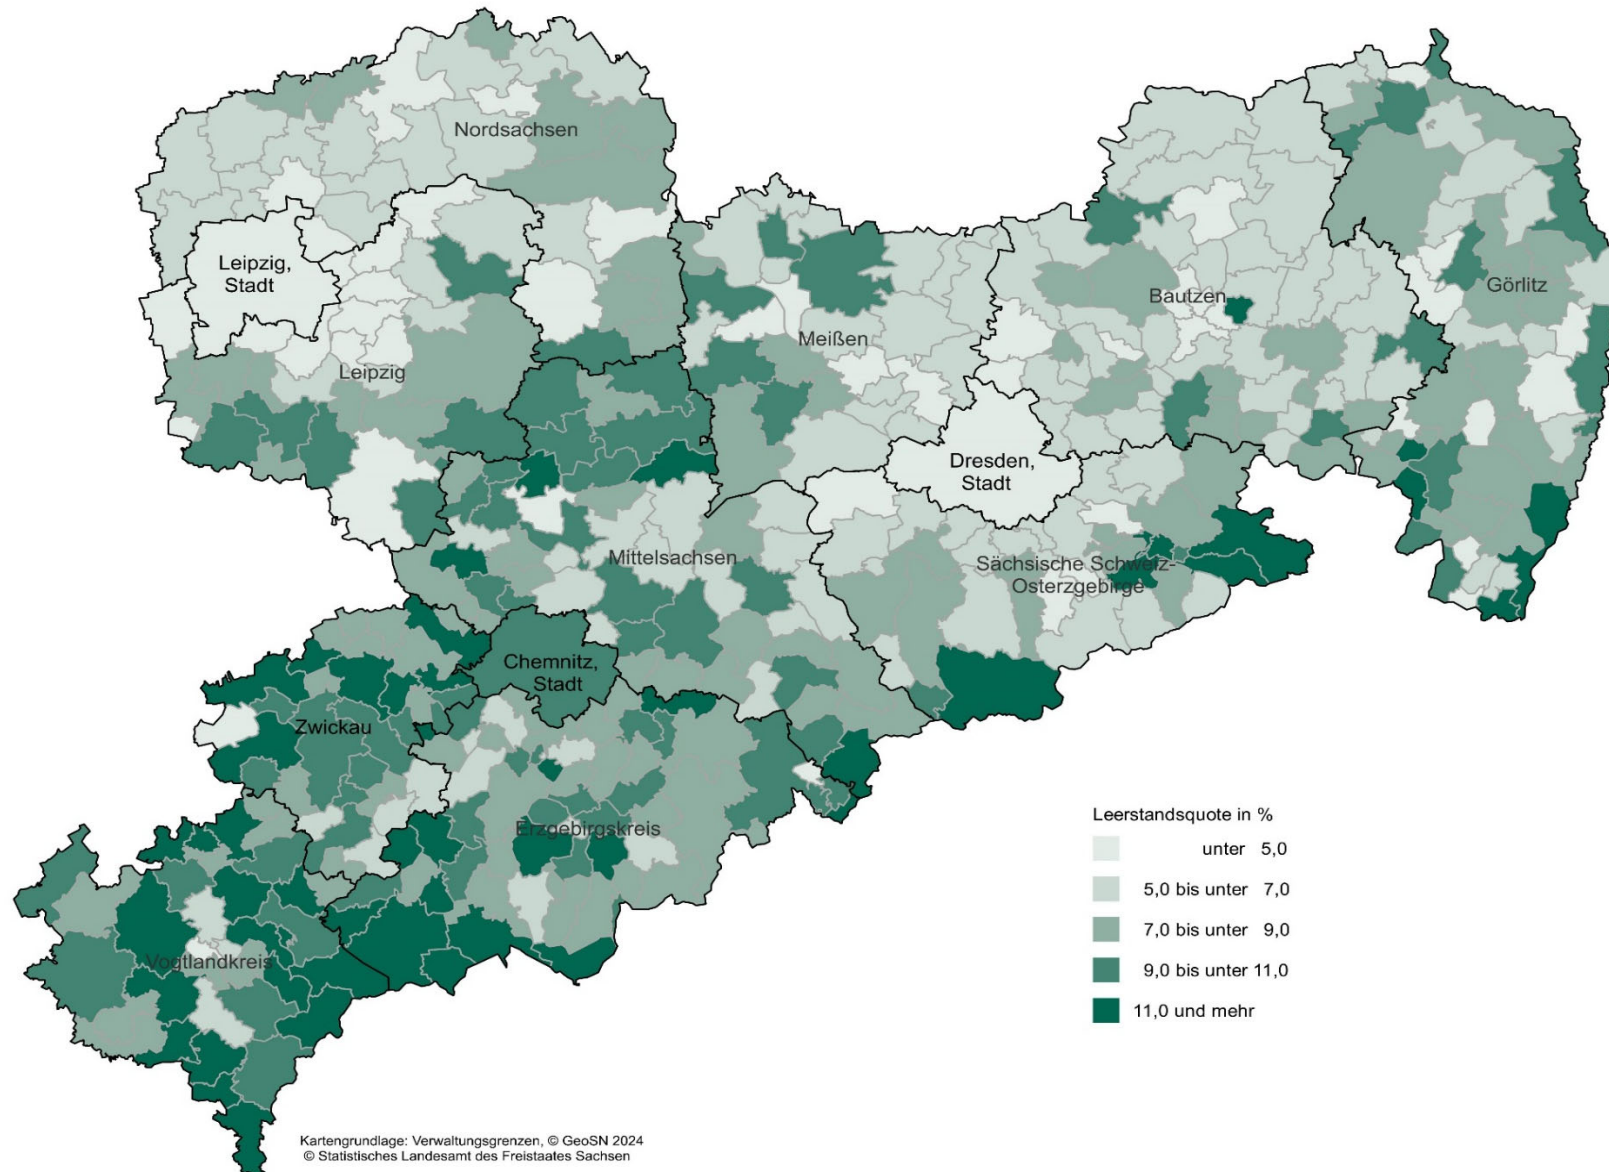 Nordsachsen
Leipzig,
Stadt
Görlitz
Bautzen
Meißen
Leipzig
Dresden,
Stadt
Mittelsachsen
Sächsische Schweiz-
Osterzgebirge
Chemnitz,
Stadt
Zwickau
Erzgebirgskreis
Vogtlandkreis
Leerstandsquote in %
unter 5,0
5,0 bis unter 7,0
7,0 bis unter 9,0
9,0 bis unter 11,0
11,0 und mehr
Kartengrundlage: Verwaltungsgrenzen, © GeoSN 2024
© Statistisches Landesamt des Freistaates Sachsen